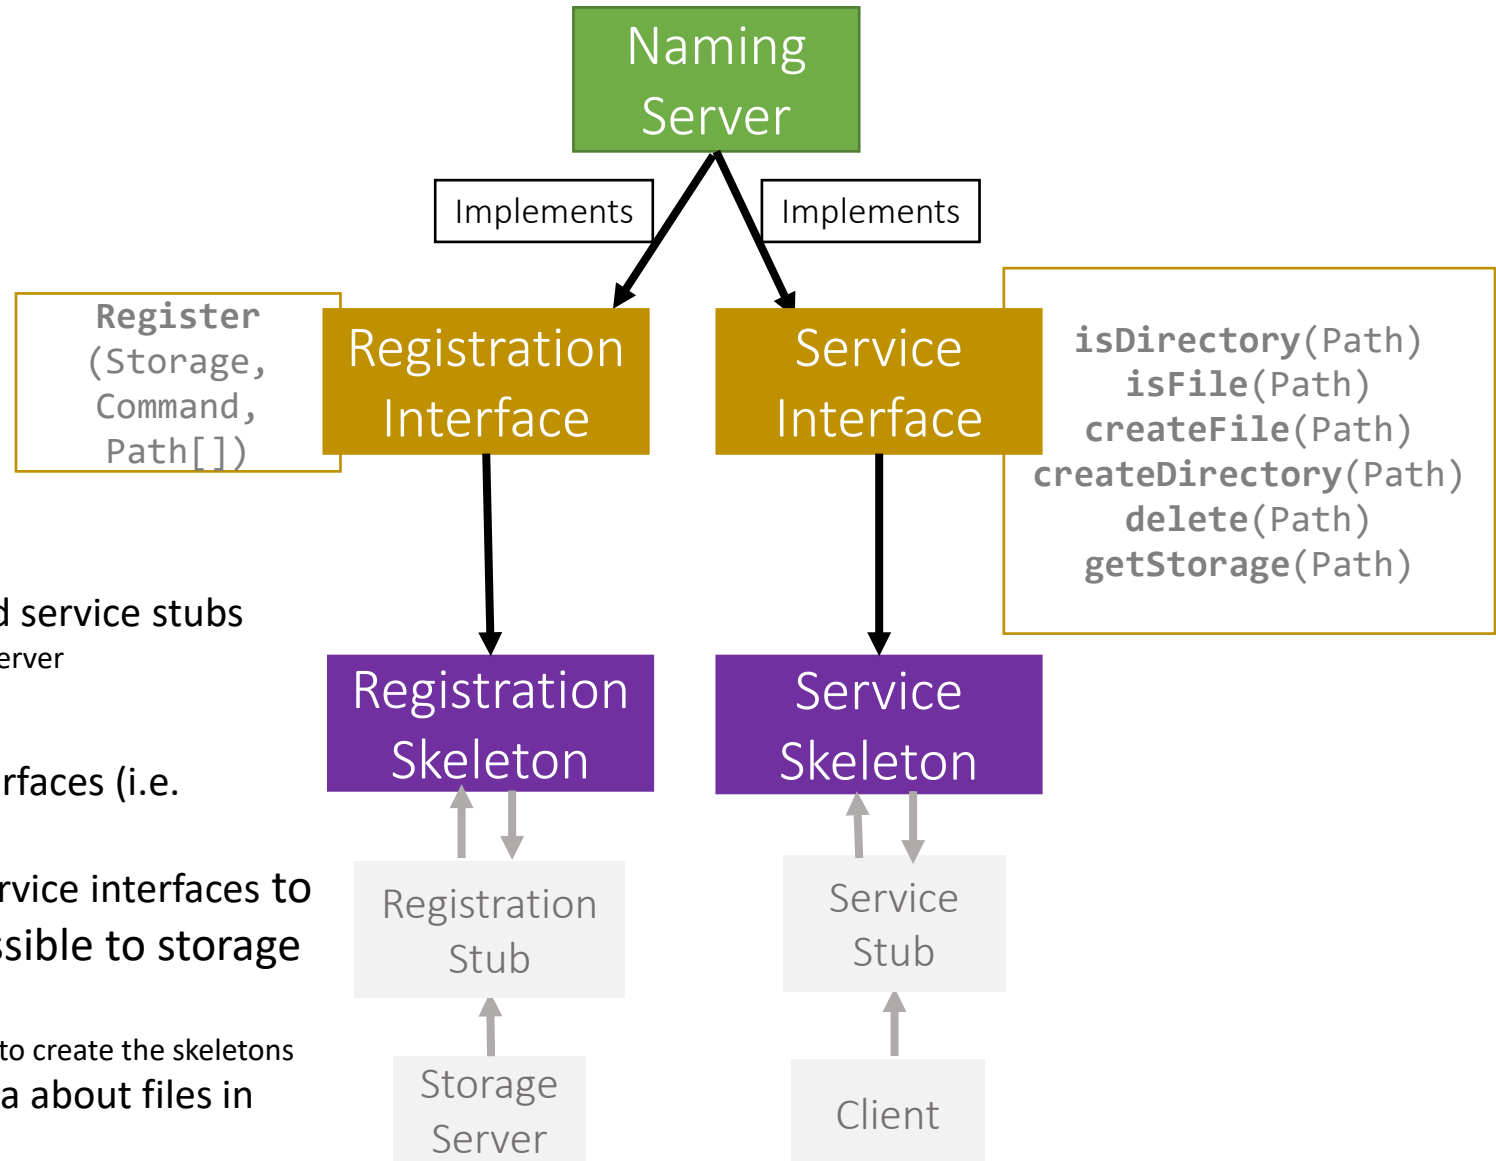 Naming
Server
Implements
Implements
Register
(Storage,
Command,
Path[])
Registration
Interface
Service
Interface
isDirectory(Path)
isFile(Path)
createFile(Path)
createDirectory(Path)
delete(Path)
getStorage(Path)
service stubs
erver
Registration
Skeleton
Service
Skeleton
rfaces (i.e.
rvice interfaces to
ssible to storage
to create the skeletons
a about files in
Registration
Stub
Service
Stub
Storage
Server
Client